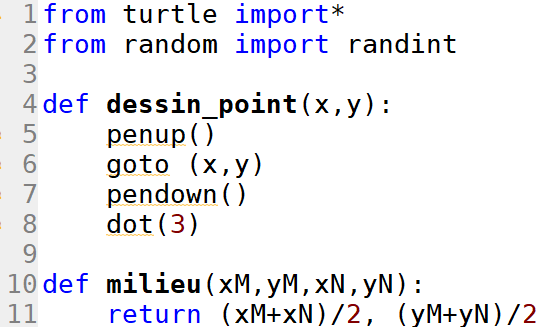 1 from turtle import*
2 from random import randint
3
4 def dessin_point(x,y):
5     penup()
6     goto (x,y)
7     pendown()
8     dot(3)
9
10 def milieu(xM,yM,xN,yN):
11     return (xM+xN)/2, (yM+yN)/2